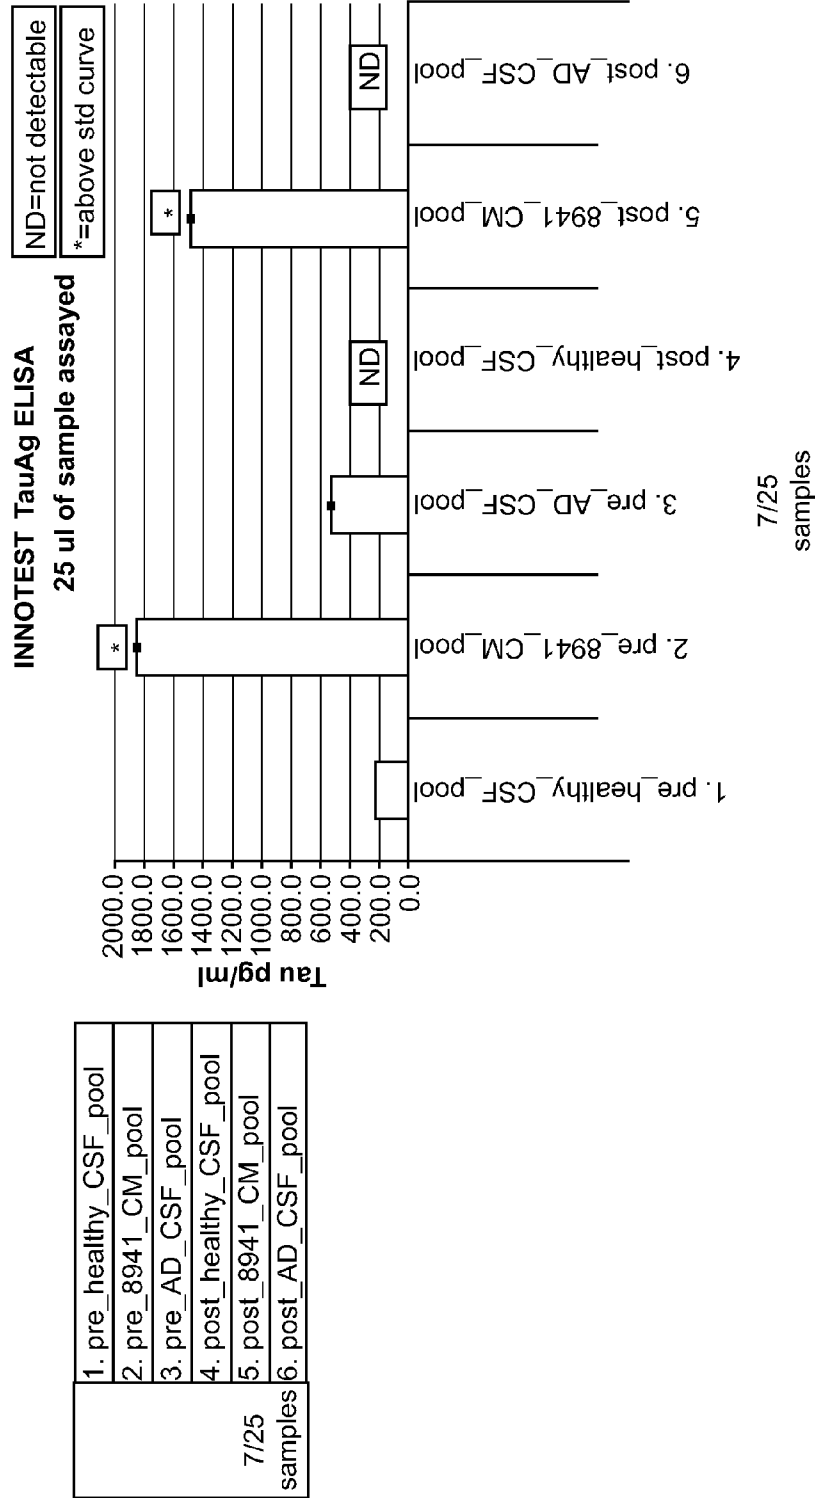 INNOTEST TauAg ELISA
25 ul of sample assayed
ND=not detectable
*=above std curve
2000.0
1800.0
1600.0
1400.0
1200.0
1000.0
800.0
600.0
400.0
200.0
0.0
Tau pg/ml
*
ND
*
ND
1. pre_healthy_CSF_pool
2. pre_8941_CM_pool
3. pre_AD_CSF_pool
4. post_healthy_CSF_pool
5. post_8941_CM_pool
6. post_AD_CSF_pool
7/25
samples
7/25
samples
1. pre_healthy_CSF_pool
2. pre_8941_CM_pool
3. pre_AD_CSF_pool
4. post_healthy_CSF_pool
5. post_8941_CM_pool
6. post_AD_CSF_pool